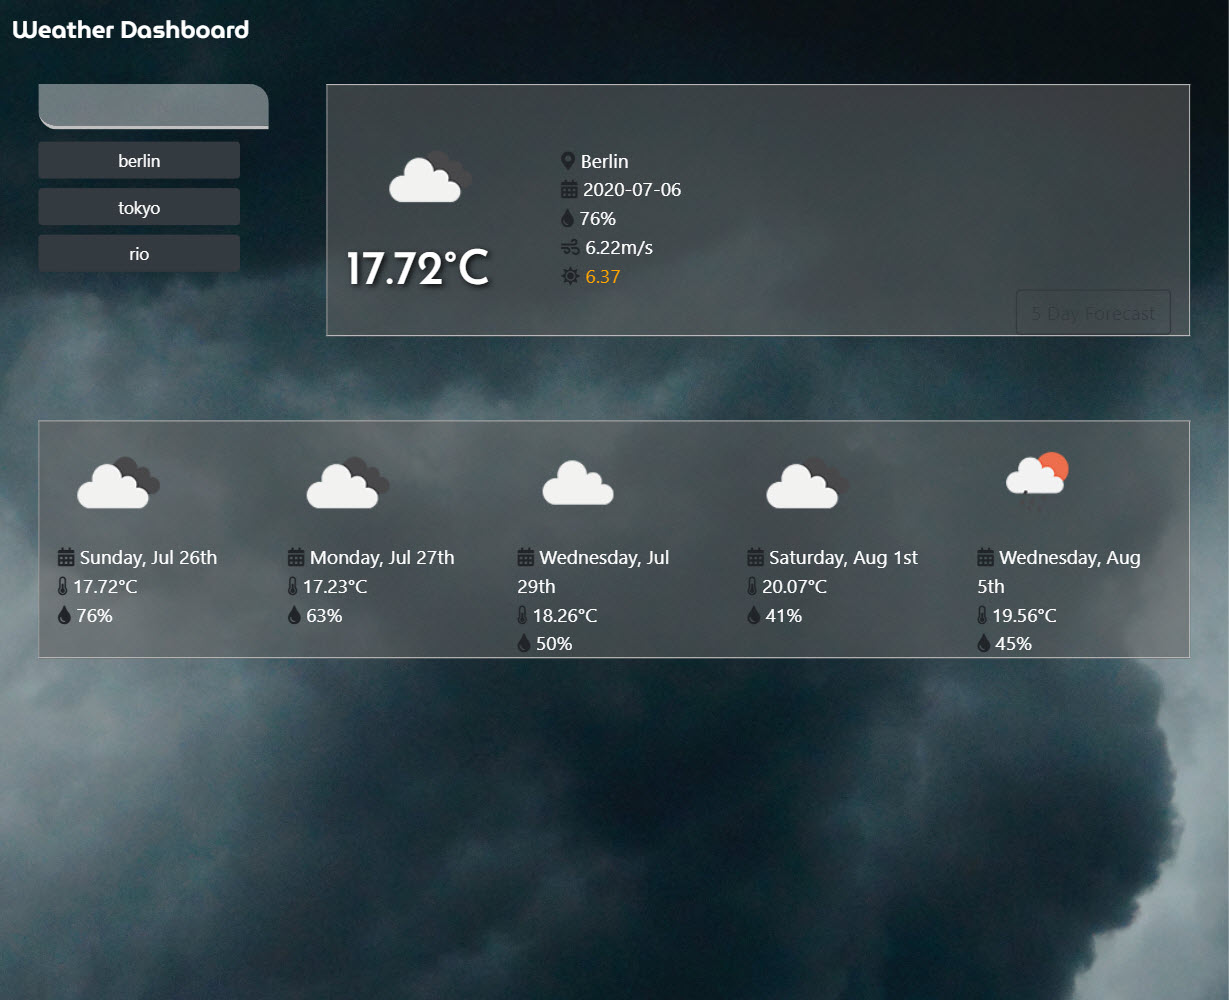 Weather Dashboard
berlin
tokyo
rio
Berlin
2020-07-06
76%
6.22m/s
6.37
17.72°C
5 Day Forecast
Sunday, Jul 26th
17.72°C
76%
Monday, Jul 27th
17.23°C
63%
Wednesday, Jul
29th
18.26°C
50%
Saturday, Aug 1st
20.07°C
41%
Wednesday, Aug
5th
19.56°C
45%